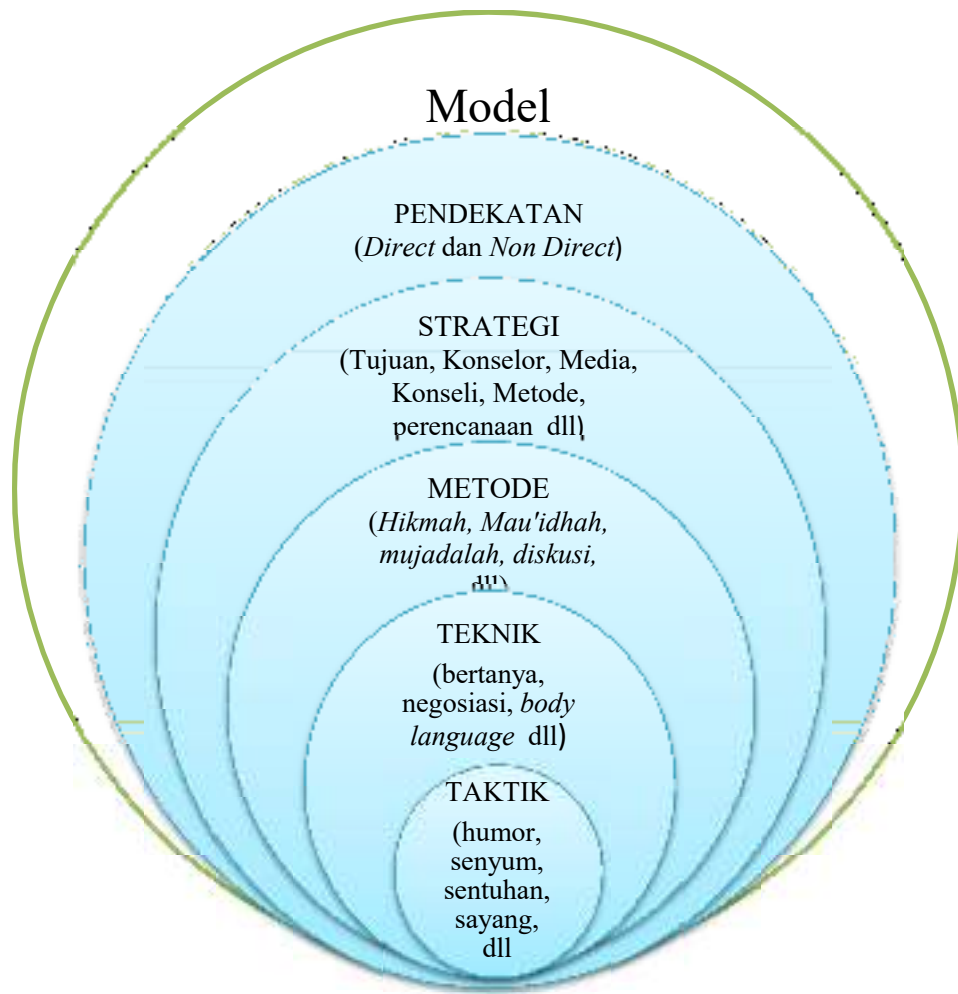 Model
PENDEKATAN
(Direct dan Non Direct)
STRATEGI
(Tujuan, Konselor, Media,
Konseli, Metode,
perencanaan dll)
METODE
(Hikmah, Mau'idhah,
mujadalah, diskusi,
dll)
TEKNIK
(bertanya,
negosiasi, body
language dll)
TAKTIK
(humor,
senyum,
sentuhan,
sayang,
dll